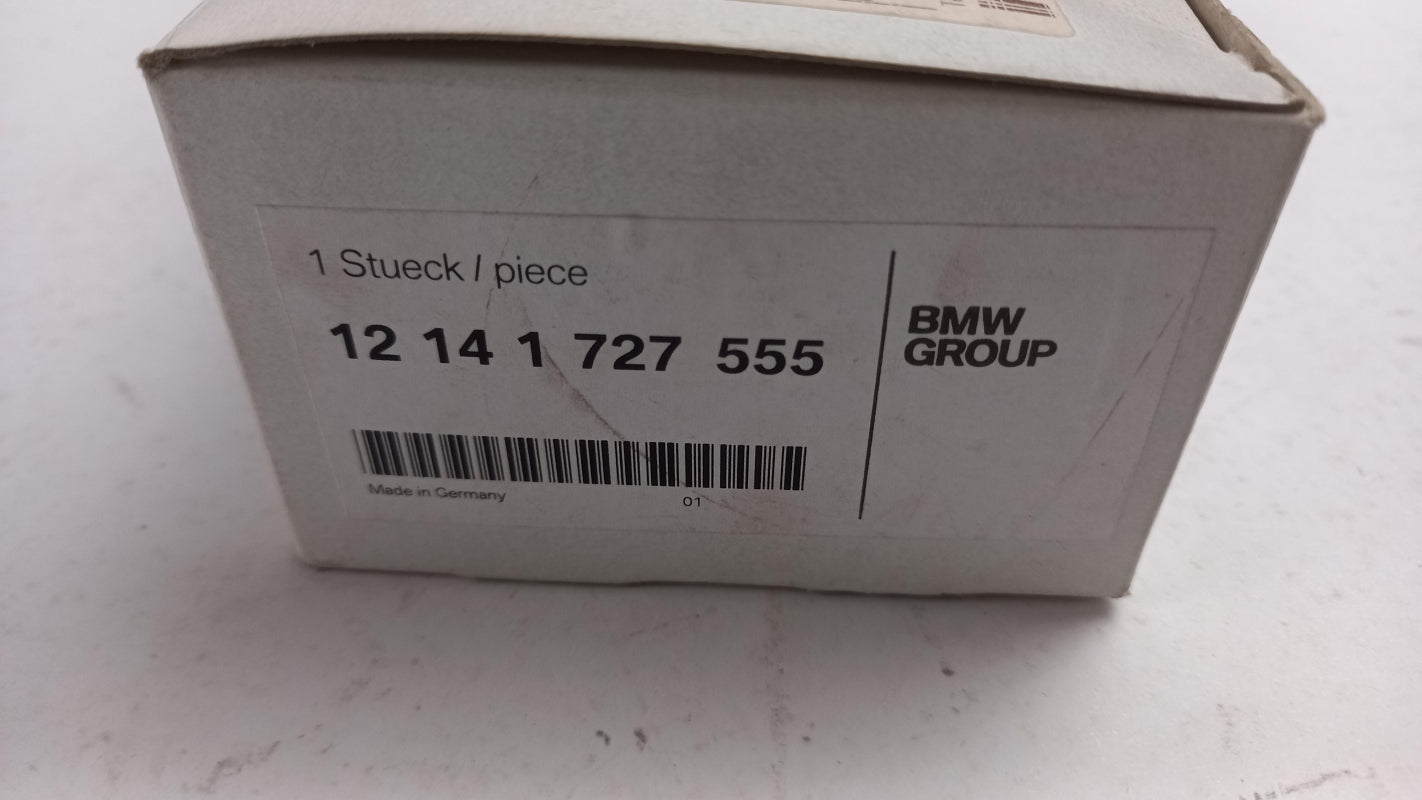 1 Stueck / piece
12 14 1 727 555
BMW
GROUP
Made in Germany
01